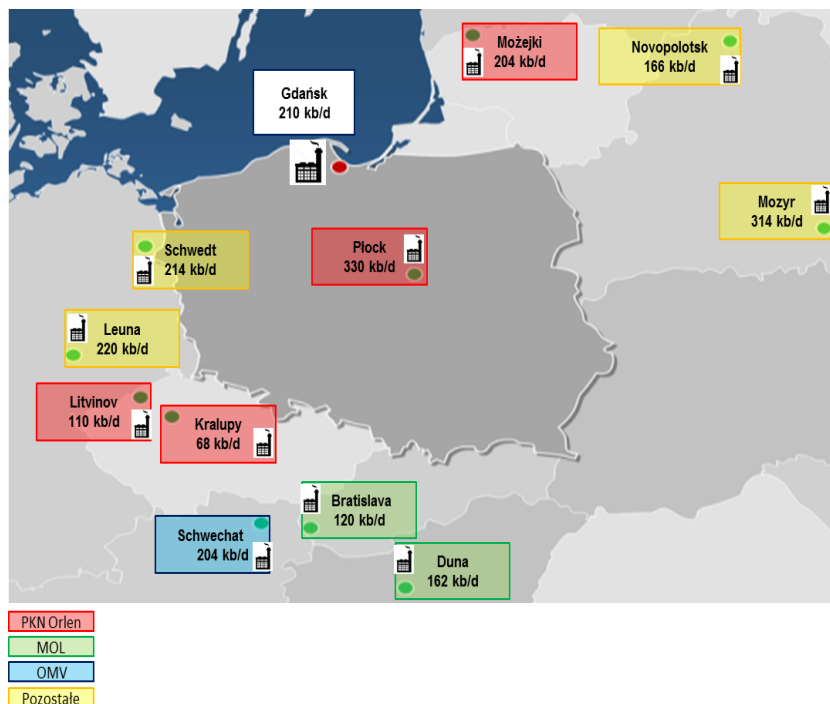 Możejki
204 kb/d
Novopolotsk
166 kb/d
Gdańsk
210 kb/d
Mozyr
314 kb/d
Schwedt
214 kb/d
Płock
330 kb/d
Leuna
220 kb/d
Litvinov
110 kb/d
Kralupy
68 kb/d
Bratislava
120 kb/d
Schwechat
204 kb/d
Duna
162 kb/d
PKN Orlen
MOL
OMV
Pozostałe